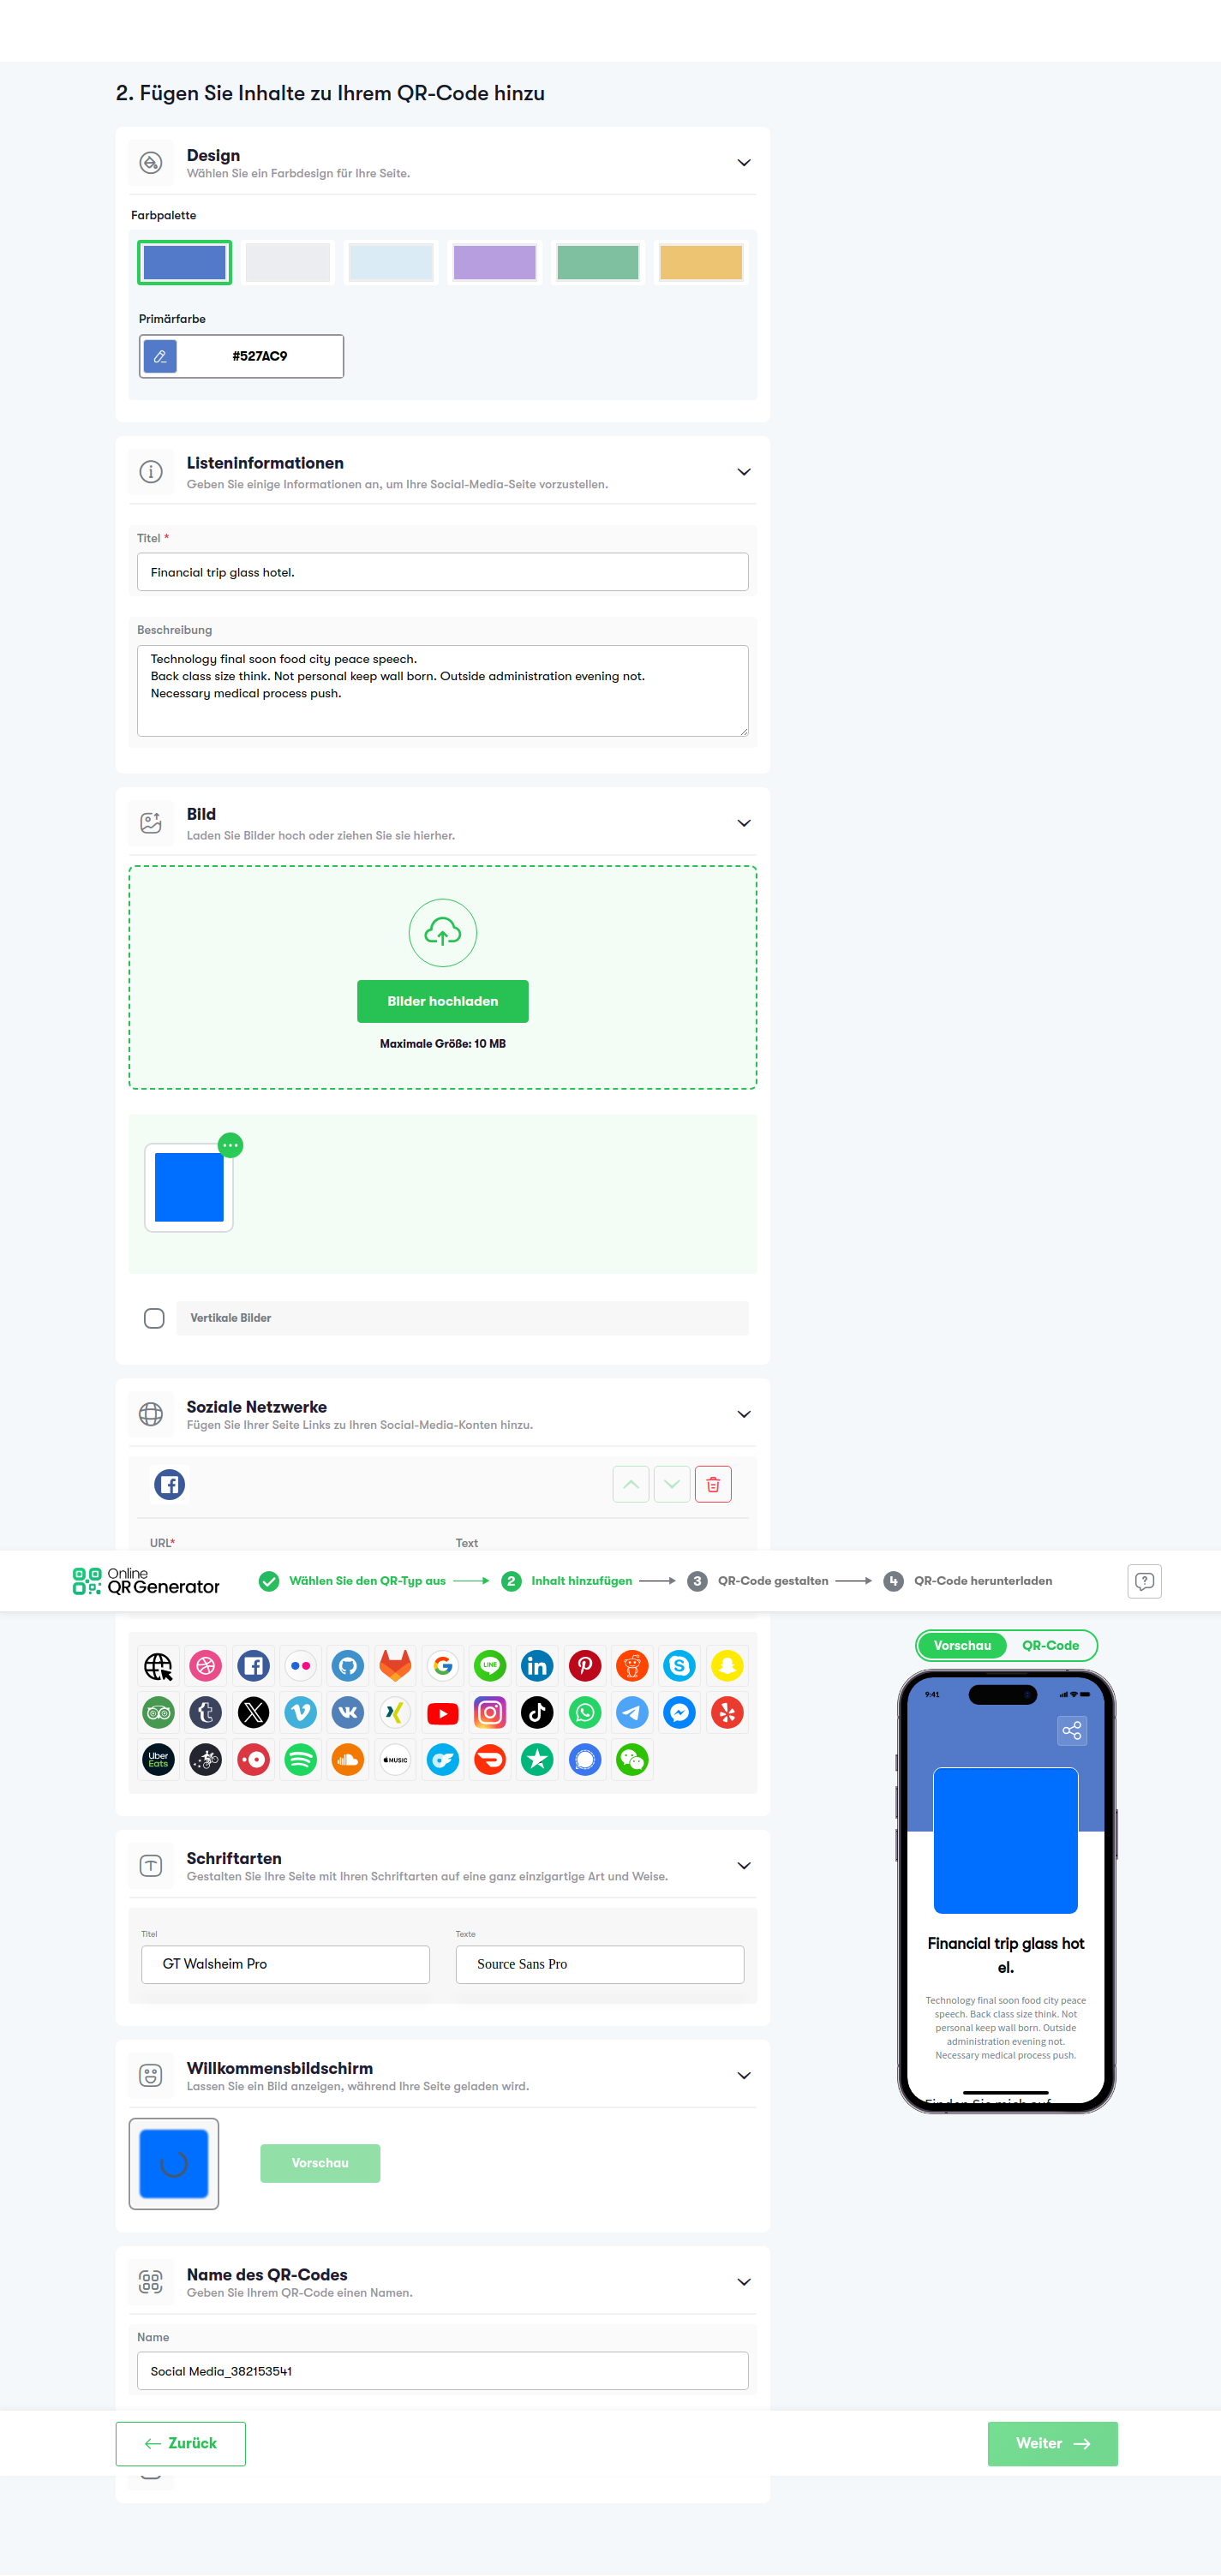 2. Fügen Sie Inhalte zu Ihrem QR-Code hinzu
Design
Wählen Sie ein Farbdesign für Ihre Seite.
Farbpalette
Primärfarbe
#527AC9
Listeninformationen
Geben Sie einige Informationen an, um Ihre Social-Media-Seite vorzustellen.
Titel *
Financial trip glass hotel.
Beschreibung
Technology final soon food city peace speech.
Back class size think. Not personal keep wall born. Outside administration evening not.
Necessary medical process push.
Bild
Laden Sie Bilder hoch oder ziehen Sie sie hierher.
Bilder hochladen
Maximale Größe: 10 MB
Vertikale Bilder
Soziale Netzwerke
Fügen Sie Ihrer Seite Links zu Ihren Social-Media-Konten hinzu.
URL*
Text
Online
QR Generator
Wählen Sie den QR-Typ aus
2 Inhalt hinzufügen
3 QR-Code gestalten
4 QR-Code herunterladen
Vorschau
QR-Code
LINE
Uber
Eats
MUSIC
9:41
Schriftarten
Gestalten Sie Ihre Seite mit Ihren Schriftarten auf eine ganz einzigartige Art und Weise.
Titel
Texte
GT Walsheim Pro
Source Sans Pro
Financial trip glass hot
el.
Technology final soon food city peace
speech. Back class size think. Not
personal keep wall born. Outside
administration evening not.
Necessary medical process push.
Finden Sie mich auf
Willkommensbildschirm
Lassen Sie ein Bild anzeigen, während Ihre Seite geladen wird.
Vorschau
Name des QR-Codes
Geben Sie Ihrem QR-Code einen Namen.
Name
Social Media_382153541
Zurück
Weiter